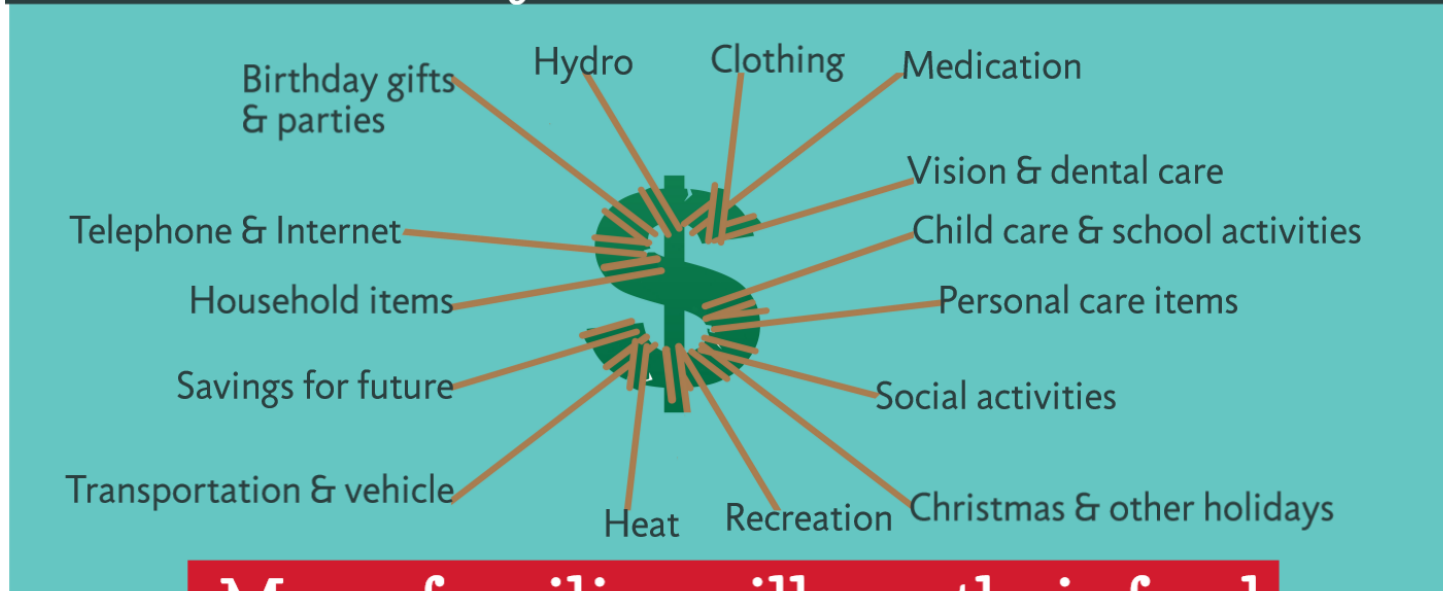 Hydro
Clothing
Medication
Birthday gifts
& parties
Vision & dental care
Telephone & Internet
Child care & school activities
Household items
Personal care items
Savings for future
Social activities
Transportation & vehicle
Heat
Recreation
Christmas & other holidays